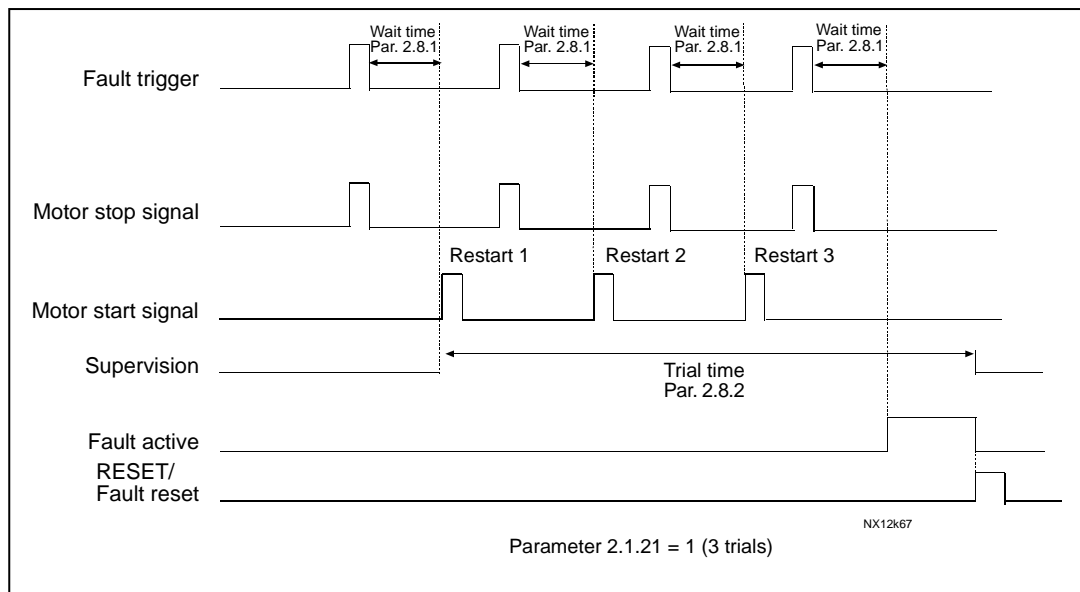 Wait time
Par. 2.8.1
Wait time
Par. 2.8.1
Wait time
Par. 2.8.1
Wait time
Par. 2.8.1
Fault trigger
Motor stop signal
Restart 1
Restart 2
Restart 3
Motor start signal
Supervision
Trial time
Par. 2.8.2
Fault active
RESET/
Fault reset
NX12k67
Parameter 2.1.21 = 1 (3 trials)